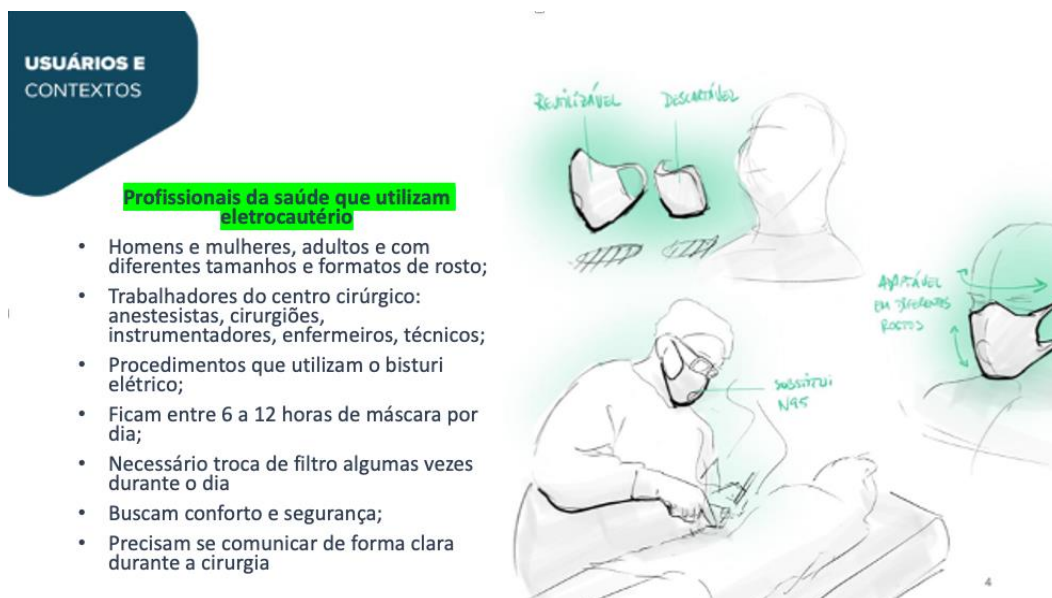 USUÁRIOS E
CONTEXTOS
Profissionais da saúde que utilizam
eletrocautério
• Homens e mulheres, adultos e com
diferentes tamanhos e formatos de rosto;
• Trabalhadores do centro cirúrgico:
anestesistas, cirurgiões,
instrumentadores, enfermeiros, técnicos;
• Procedimentos que utilizam o bisturi
elétrico;
• Ficam entre 6 a 12 horas de máscara por
dia;
• Necessário troca de filtro algumas vezes
durante o dia
• Buscam conforto e segurança;
• Precisam se comunicar de forma clara
durante a cirurgia
REUTILIZÁVEL
DESCARTÁVEL
ADAPTÁVEL
EM DIFERENTES
ROSTOS
SUBSTITUI
N95
4